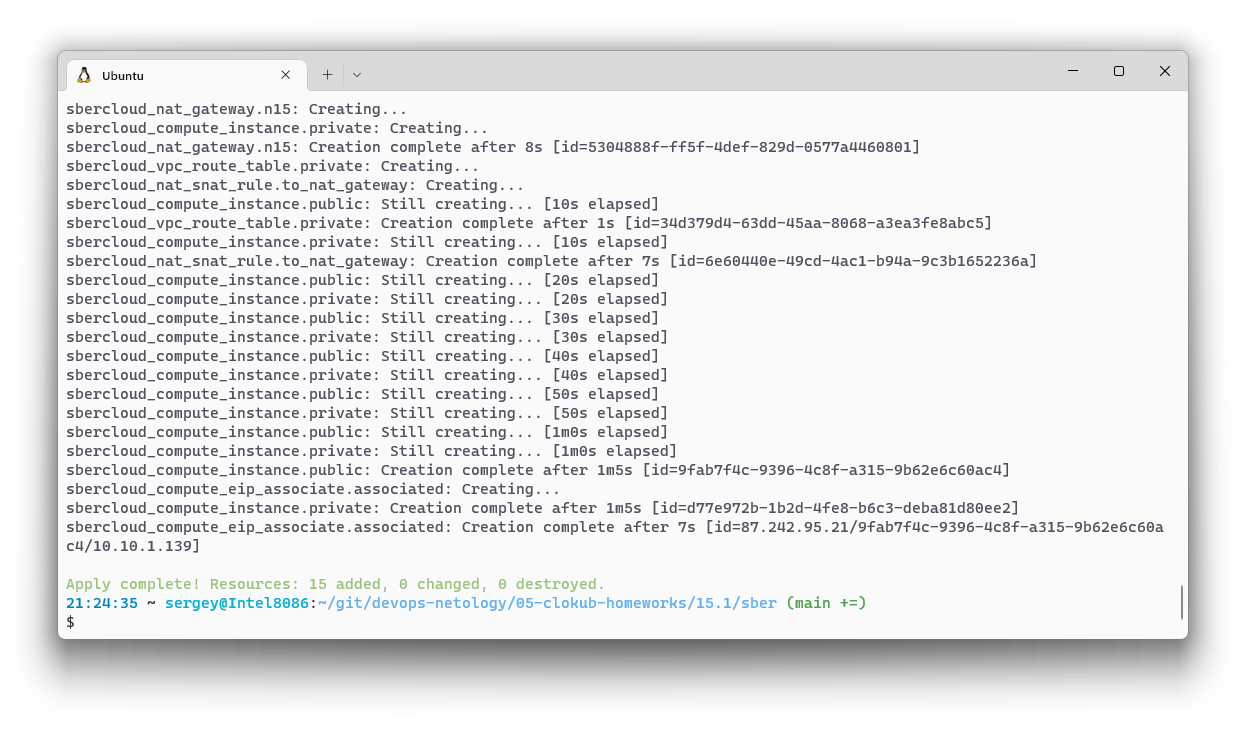 Ubuntu
sbercloud_nat_gateway.n15: Creating...
sbercloud_compute_instance.private: Creating...
sbercloud_nat_gateway.n15: Creation complete after 8s [id=5304888f-ff5f-4def-829d-0577a4460801]
sbercloud_vpc_route_table.private: Creating...
sbercloud_nat_snat_rule.to_nat_gateway: Creating...
sbercloud_compute_instance.public: Still creating... [10s elapsed]
sbercloud_vpc_route_table.private: Creation complete after 1s [id=34d379d4-63dd-45aa-8068-a3ea3fe8abc5]
sbercloud_compute_instance.private: Still creating... [10s elapsed]
sbercloud_nat_snat_rule.to_nat_gateway: Creation complete after 7s [id=6e60440e-49cd-4ac1-b94a-9c3b1652236a]
sbercloud_compute_instance.public: Still creating... [20s elapsed]
sbercloud_compute_instance.private: Still creating... [20s elapsed]
sbercloud_compute_instance.public: Still creating... [30s elapsed]
sbercloud_compute_instance.private: Still creating... [30s elapsed]
sbercloud_compute_instance.public: Still creating... [40s elapsed]
sbercloud_compute_instance.private: Still creating... [40s elapsed]
sbercloud_compute_instance.public: Still creating... [50s elapsed]
sbercloud_compute_instance.private: Still creating... [50s elapsed]
sbercloud_compute_instance.public: Still creating... [1m0s elapsed]
sbercloud_compute_instance.private: Still creating... [1m0s elapsed]
sbercloud_compute_instance.public: Creation complete after 1m5s [id=9fab7f4c-9396-4c8f-a315-9b62e6c60ac4]
sbercloud_compute_eip_associate.associated: Creating...
sbercloud_compute_instance.private: Creation complete after 1m5s [id=d77e972b-1b2d-4fe8-b6c3-deba81d80ee2]
sbercloud_compute_eip_associate.associated: Creation complete after 7s [id=87.242.95.21/9fab7f4c-9396-4c8f-a315-9b62e6c60a
c4/10.10.1.139]
Apply complete! Resources: 15 added, 0 changed, 0 destroyed.
21:24:35 ~ sergey@Intel8086:~/git/devops-netology/05-clokub-homeworks/15.1/sber (main +=)
$